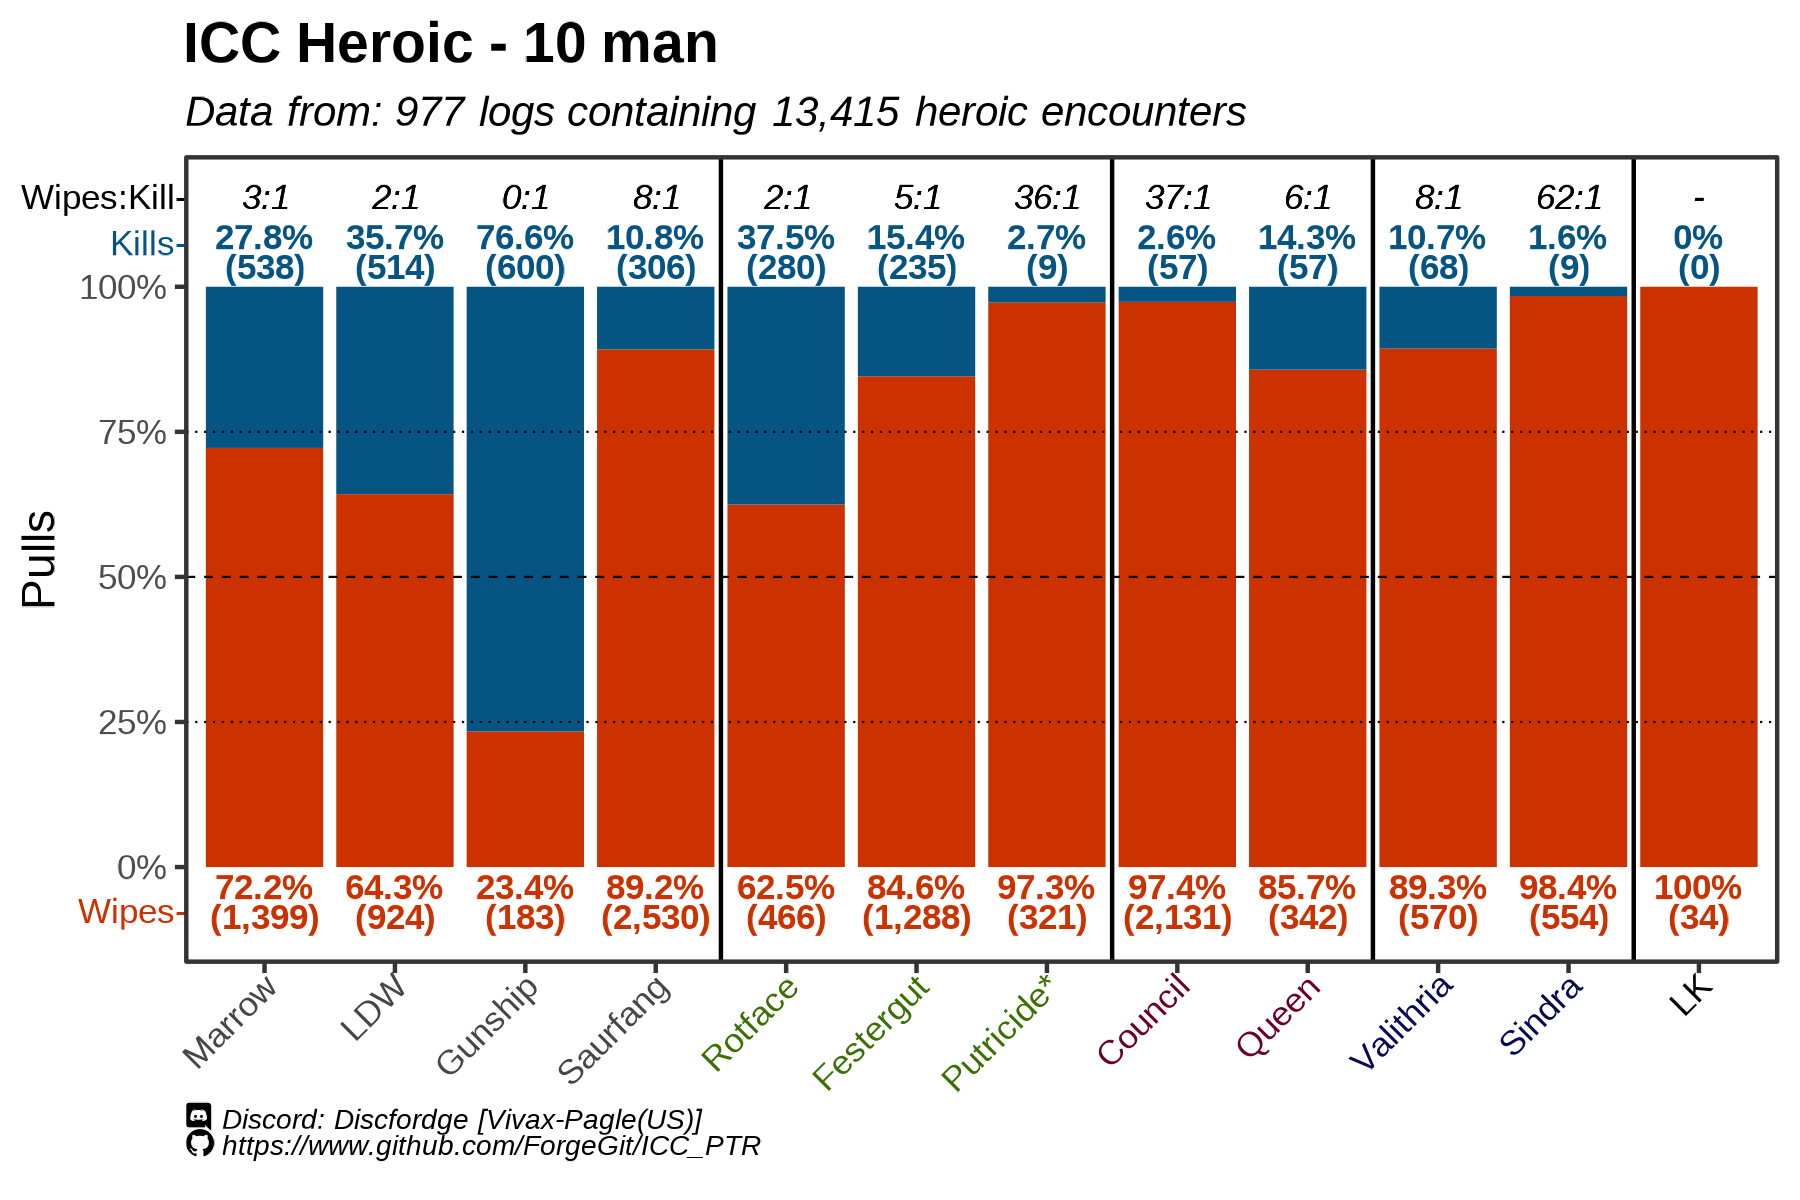 ICC Heroic - 10 man
Data from: 977 logs containing 13,415 heroic encounters
Wipes:Kill 3:1 2:1 0:1 8:1 2:1 5:1 36:1 37:1 6:1 8:1 62:1 -
Kills 27.8% 35.7% 76.6% 10.8% 37.5% 15.4% 2.7% 2.6% 14.3% 10.7% 1.6% 0%
(538) (514) (600) (306) (280) (235) (9) (57) (57) (68) (9) (0)
100%
75%
50%
25%
0%
Pulls
72.2% 64.3% 23.4% 89.2% 62.5% 84.6% 97.3% 97.4% 85.7% 89.3% 98.4% 100%
Wipes (1,399) (924) (183) (2,530) (466) (1,288) (321) (2,131) (342) (570) (554) (34)
Marrow LDW Gunship Saurfang Rotface Festergut Putricide* Council Queen Valithria Sindra LK
Discord: Discfordge [Vivax-Pagle(US)]
https://www.github.com/ForgeGit/ICC_PTR